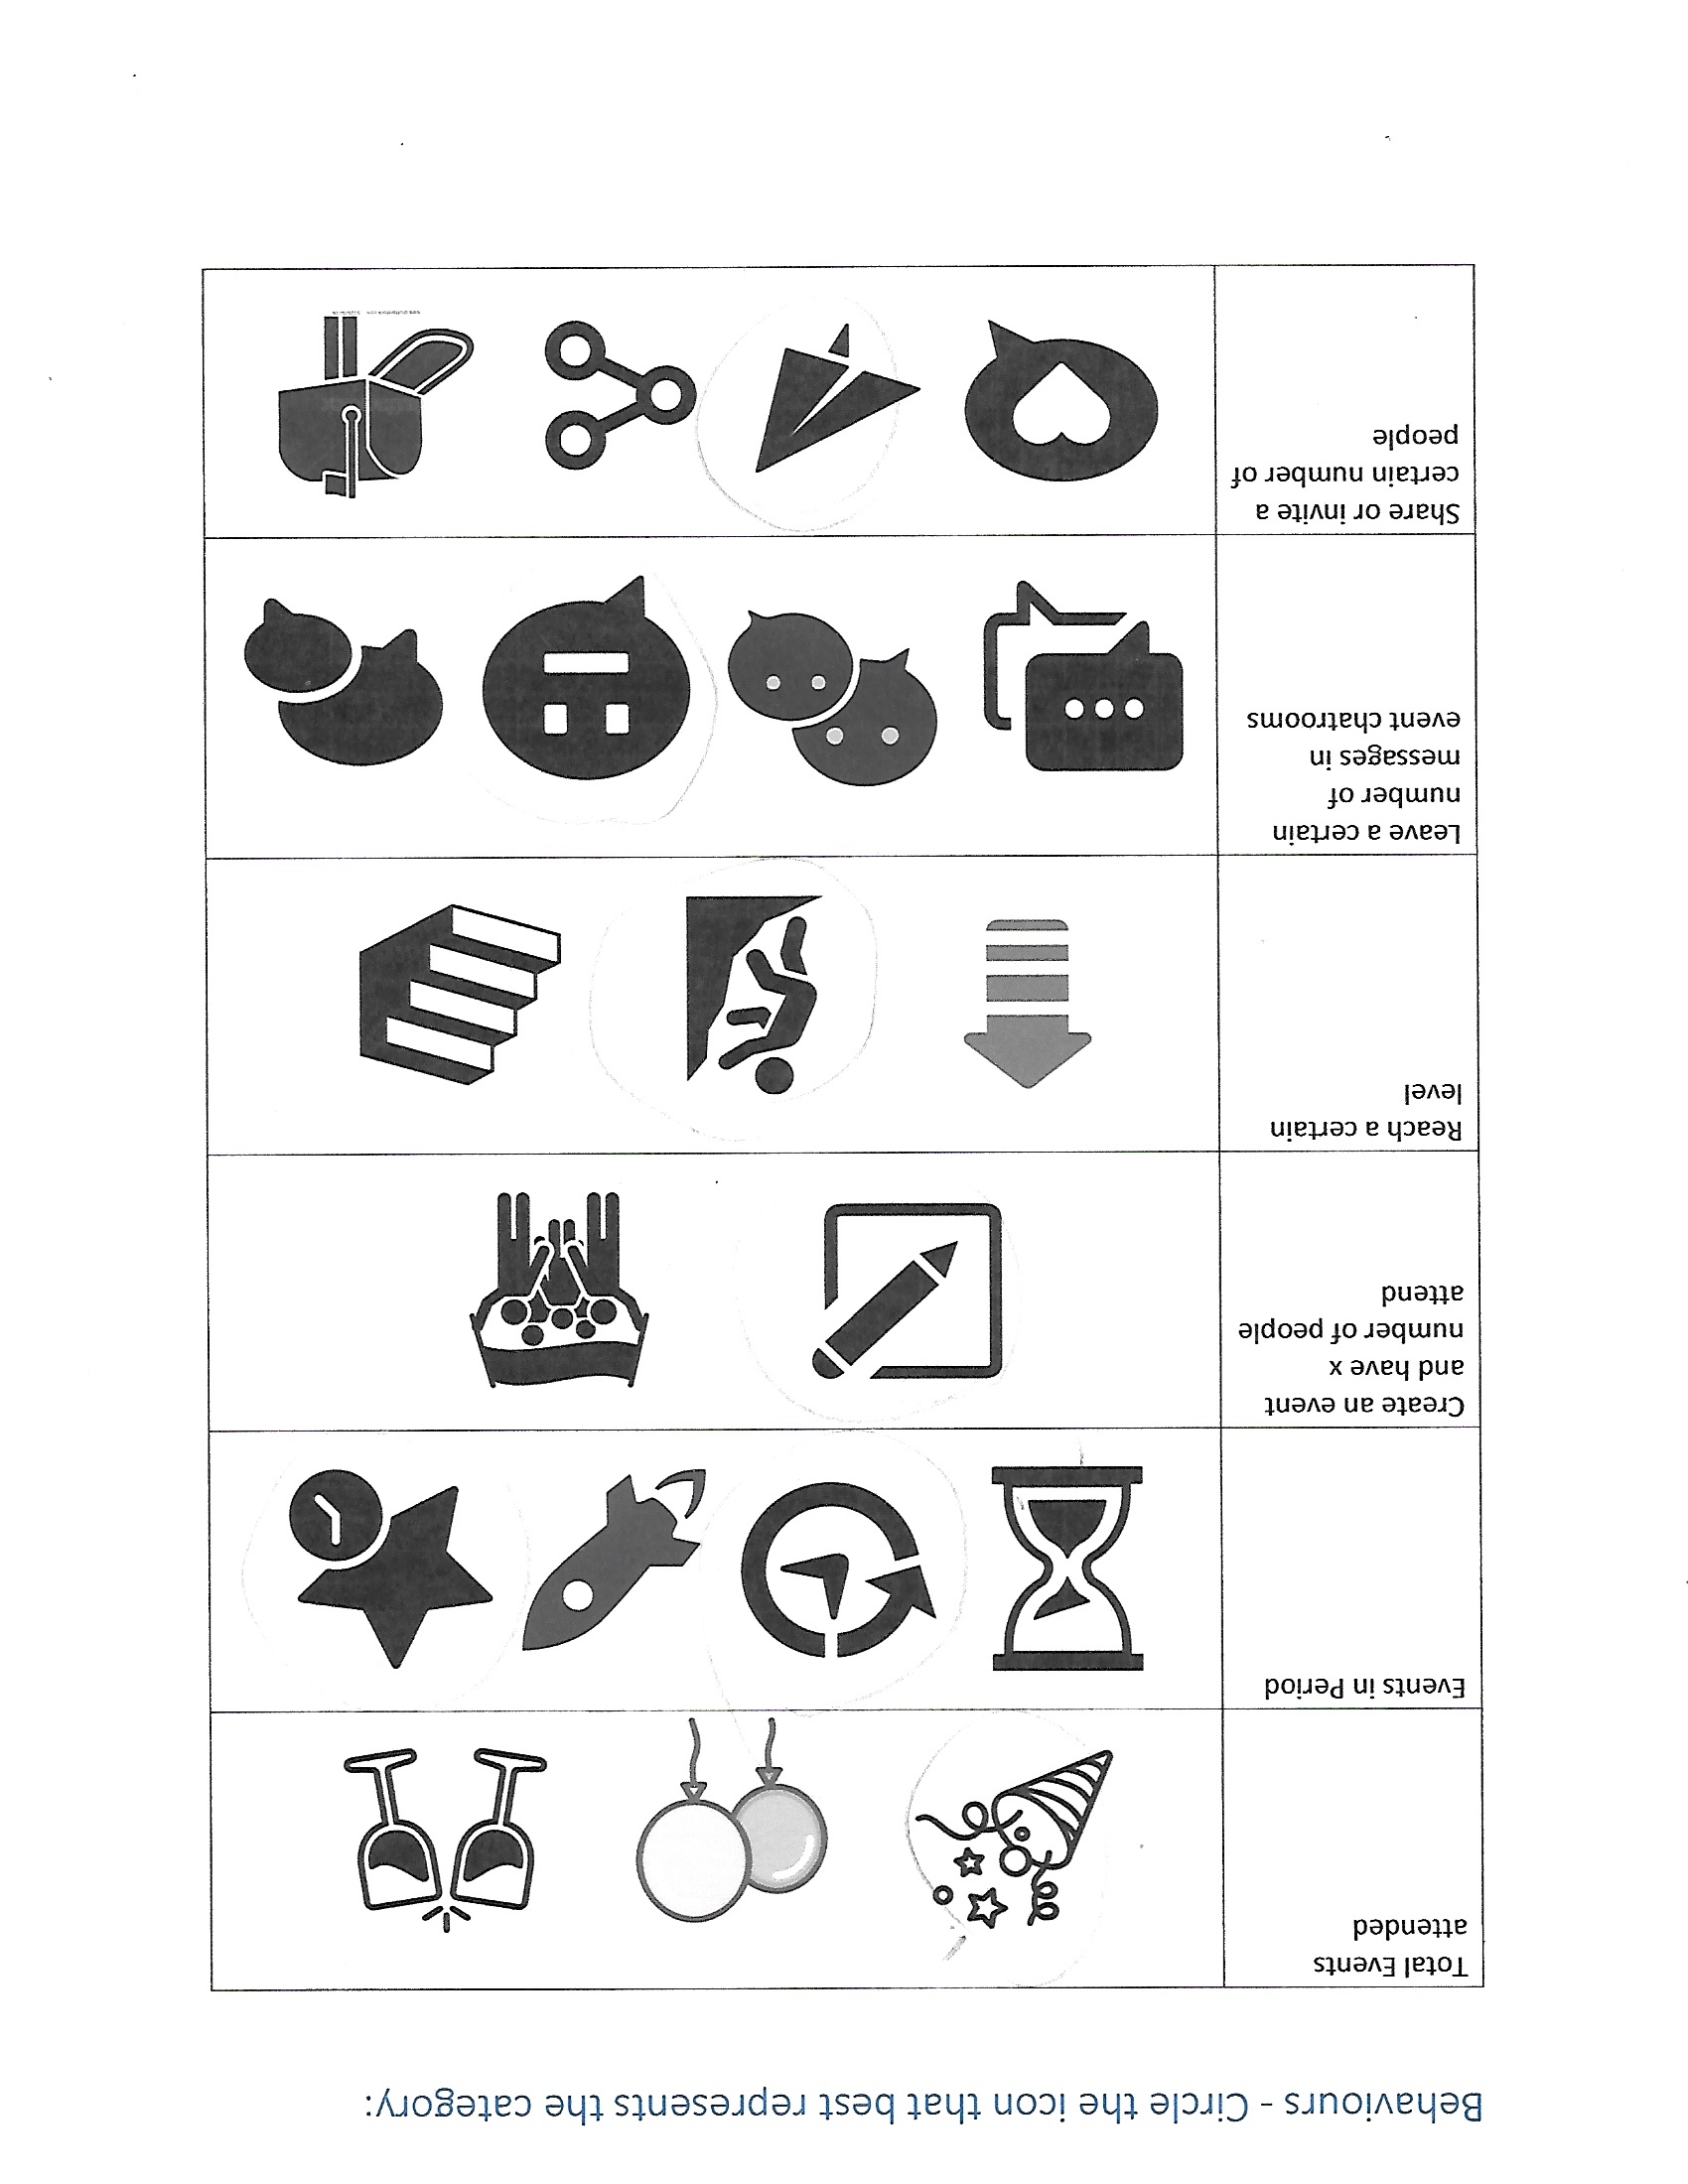 Behaviours - Circle the icon that best represents the category:
Total Events
attended
Events in Period
Create an event
and have x
number of people
attend
Reach a certain
level
Leave a certain
number of
messages in
event chatrooms
Share or invite a
certain number of
people